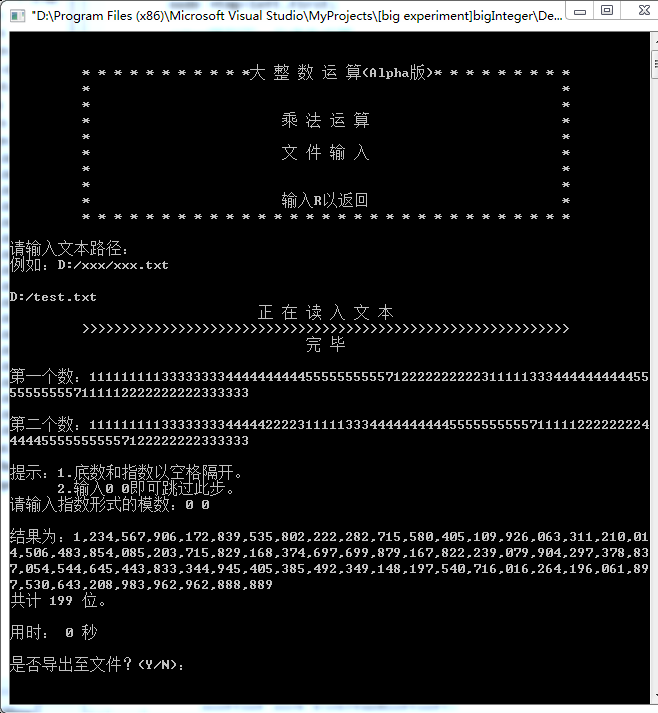 "D:\Program Files (x86)\Microsoft Visual Studio\MyProjects\[big experiment]bigInteger\De...
* * * * * * * * * * *大 整 数 运 算(Alpha版)* * * * * * * * *
* *
* *
* 乘 法 运 算 *
* *
* 文 件 输 入 *
* *
* *
* 输入R以返回 *
* * * * * * * * * * * * * * * * * * * * * * * * * * * * * * *
请输入文本路径:
例如: D:/xxx/xxx.txt
D:/test.txt
正 在 读 入 文 本
>>>>>>>>>>>>>>>>>>>>>>>>>>>>>>>>>>>>>>>>>>>>>>>>>>>>>>>>>>>>>
完 毕
第一个数: 1111111113333333344444444445555555555712222222222311111333444444444455
5555555557111112222222222333333
第二个数: 1111111113333333344444222231111133344444444445555555555571111122222222 4
4444555555555557122222222333333
提示: 1.底数和指数以空格隔开。
2.输入0 0即可跳过此步。
请输入指数形式的模数: 0 0
结果为: 1,234,567,906,172,839,535,802,222,282,715,580,405,109,926,063,311,210,01
4,506,483,854,085,203,715,829,168,374,697,699,879,167,822,239,079,904,297,378,83
7,054,544,645,443,833,344,945,405,385,492,349,148,197,540,716,016,264,196,061,89
7,530,643,208,983,962,962,888,889
共计 199 位。
用时: 0 秒
是否导出至文件? (Y/N):